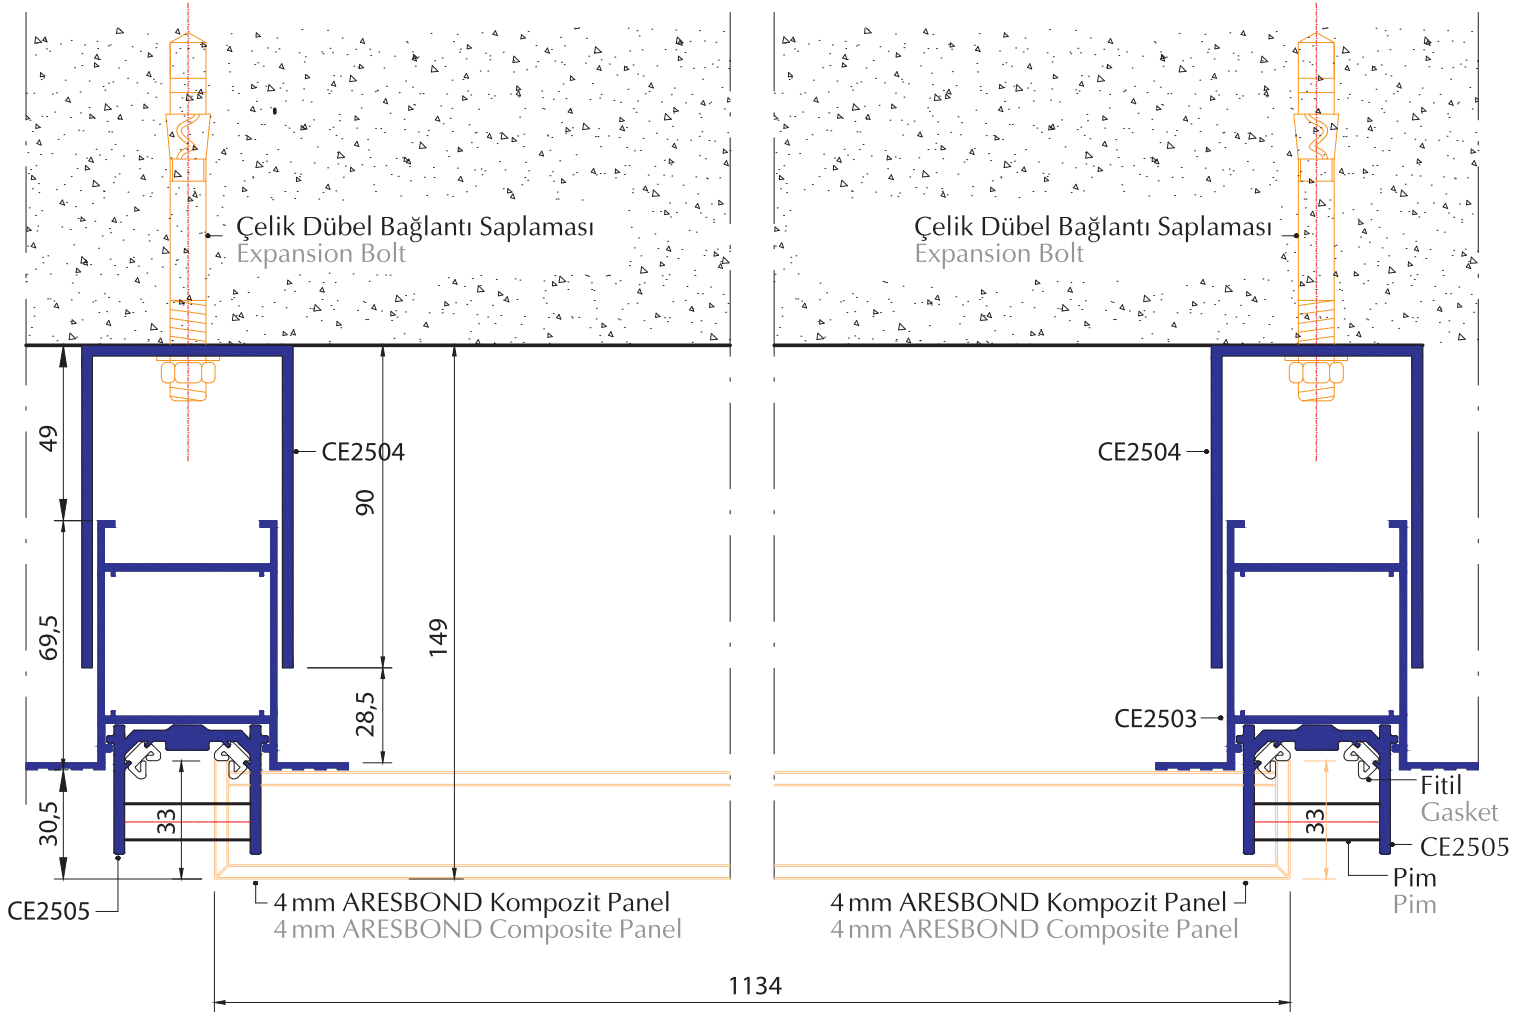 Çelik Dübel Bağlantı Saplaması
Expansion Bolt
Çelik Dübel Bağlantı Saplaması
Expansion Bolt
49
CE2504
90
CE2504
69,5
149
28,5
CE2503
30,5
33
33
Fitil
Gasket
CE2505
Pim
Pim
CE2505
4 mm ARESBOND Kompozit Panel
4 mm ARESBOND Composite Panel
4 mm ARESBOND Kompozit Panel
4 mm ARESBOND Composite Panel
1134